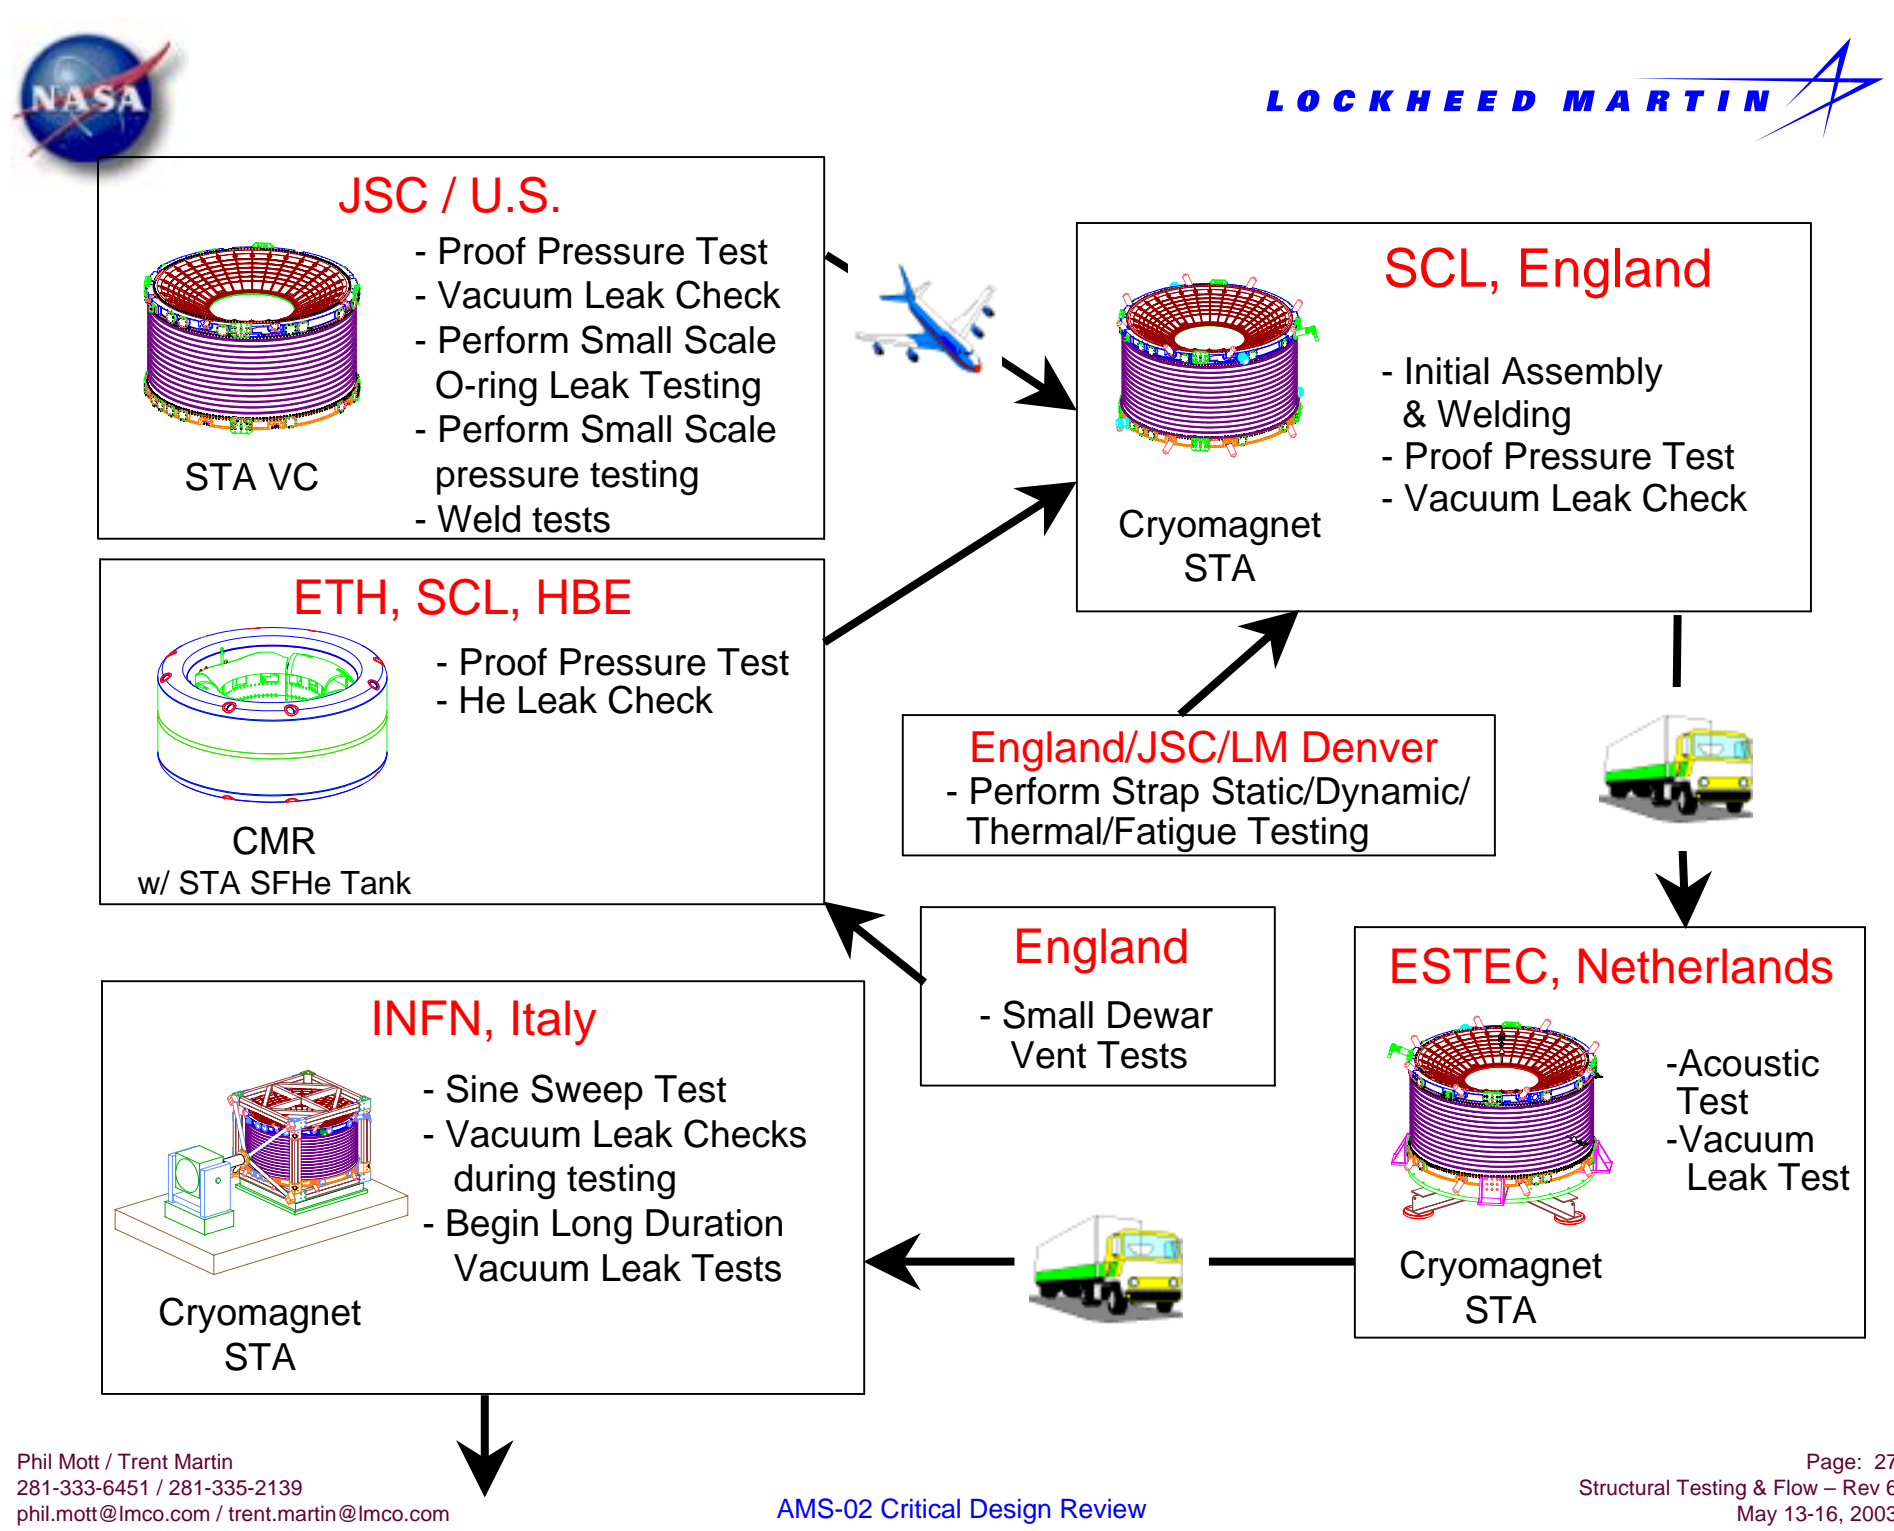 NASA
LOCKHEED MARTIN
JSC / U.S.
- Proof Pressure Test
- Vacuum Leak Check
- Perform Small Scale
O-ring Leak Testing
- Perform Small Scale
pressure testing
- Weld tests
STA VC
SCL, England
- Initial Assembly
& Welding
- Proof Pressure Test
- Vacuum Leak Check
Cryomagnet
STA
ETH, SCL, HBE
- Proof Pressure Test
- He Leak Check
CMR
w/ STA SFHe Tank
England/JSC/LM Denver
- Perform Strap Static/Dynamic/
Thermal/Fatigue Testing
England
- Small Dewar
Vent Tests
ESTEC, Netherlands
-Acoustic
Test
-Vacuum
Leak Test
Cryomagnet
STA
INFN, Italy
- Sine Sweep Test
- Vacuum Leak Checks
during testing
- Begin Long Duration
Vacuum Leak Tests
Cryomagnet
STA
Phil Mott / Trent Martin
281-333-6451 / 281-335-2139
phil.mott@lmco.com / trent.martin@lmco.com
AMS-02 Critical Design Review
Page: 27
Structural Testing & Flow – Rev 6
May 13-16, 2003